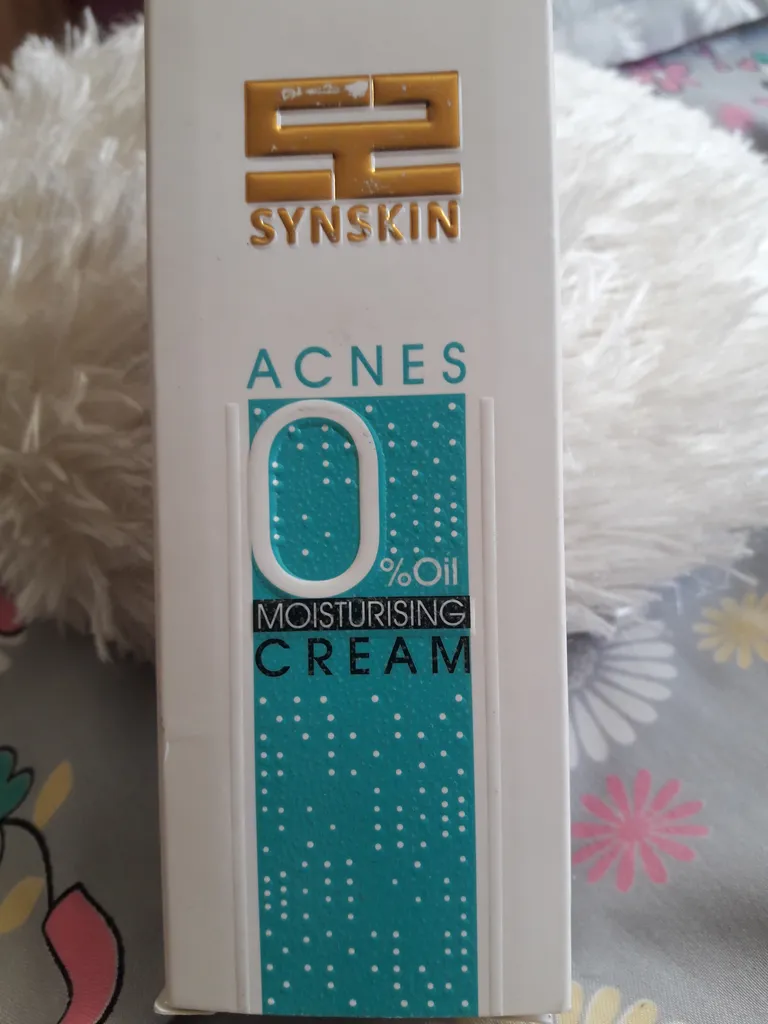 SYNSKIN
ACNES
0%Oil
MOISTURISING
CREAM